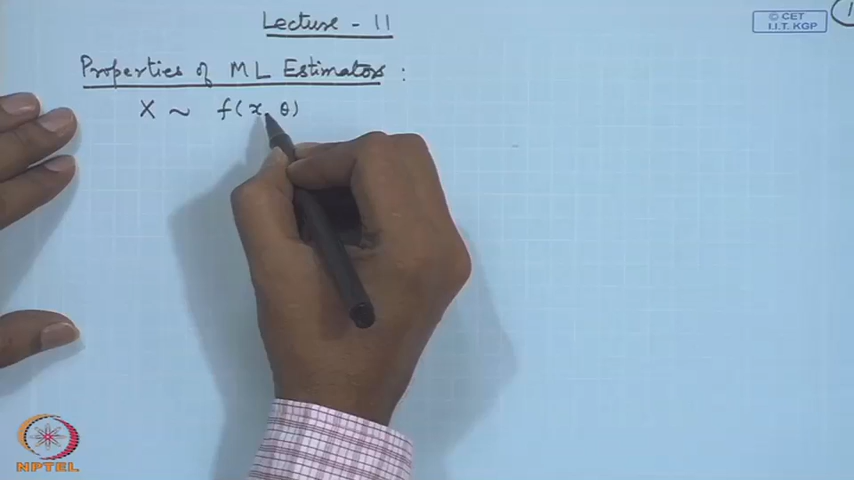 Lecture - 11
© CET
I.I.T. KGP
Properties of ML Estimators :
X ~ f(x, θ)
NPTEL